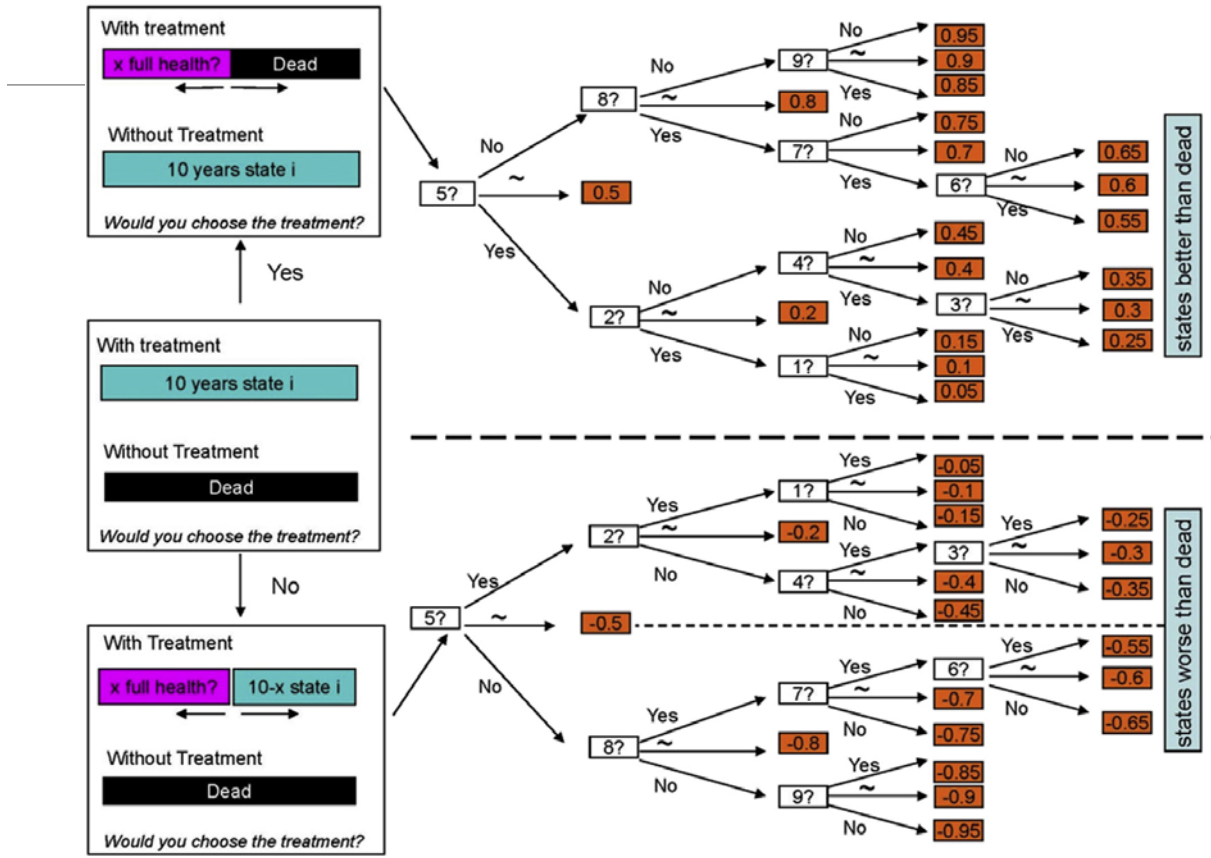 With treatment
x full health?
Dead
Without Treatment
10 years state i
Would you choose the treatment?
Yes
With treatment
10 years state i
Without Treatment
Dead
Would you choose the treatment?
No
With Treatment
x full health?
10-x state i
Without Treatment
Dead
Would you choose the treatment?
5?
No
~
Yes
0.5
8?
No
~
Yes
0.8
9?
No
~
Yes
0.95
0.9
0.85
7?
No
~
Yes
0.75
0.7
6?
No
~
Yes
0.65
0.6
0.55
2?
No
~
Yes
0.2
4?
No
~
Yes
0.45
0.4
3?
No
~
Yes
0.35
0.3
0.25
1?
No
~
Yes
0.15
0.1
0.05
states better than dead
5?
Yes
~
No
-0.5
2?
Yes
~
No
-0.2
1?
Yes
~
No
-0.05
-0.1
-0.15
4?
Yes
~
No
3?
Yes
~
No
-0.25
-0.3
-0.35
-0.4
-0.45
8?
Yes
~
No
-0.8
7?
Yes
~
No
6?
Yes
~
No
-0.55
-0.6
-0.65
-0.7
-0.75
9?
Yes
~
No
-0.85
-0.9
-0.95
states worse than dead